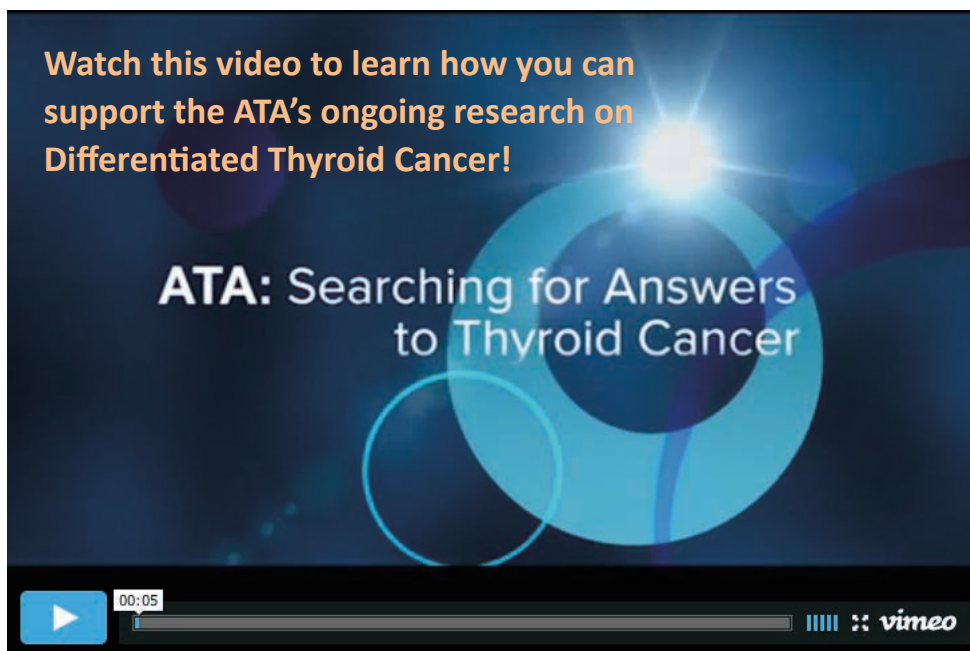 Watch this video to learn how you can
support the ATA’s ongoing research on
Differentiated Thyroid Cancer!
ATA: Searching for Answers
to Thyroid Cancer
00:05
vimeo